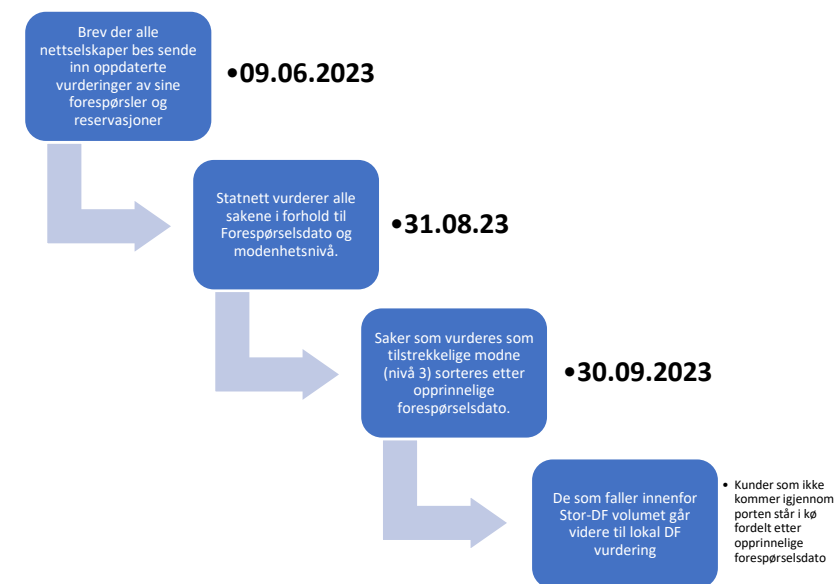 Brev der alle
nettselskaper bes sende
inn oppdaterte
vurderinger av sine
forespørsler og
reservasjoner
•09.06.2023
Statnett vurderer alle
sakene i forhold til
Forespørselsdato og
modenhetsnivå.
•31.08.23
Saker som vurderes som
tilstrekkelige modne
(nivå 3) sorteres etter
opprinnelige
forespørselsdato.
•30.09.2023
De som faller innenfor
Stor-DF volumet går
videre til lokal DF
vurdering
• Kunder som ikke
kommer igjennom
porten står i kø
fordelt etter
opprinnelige
forespørselsdato